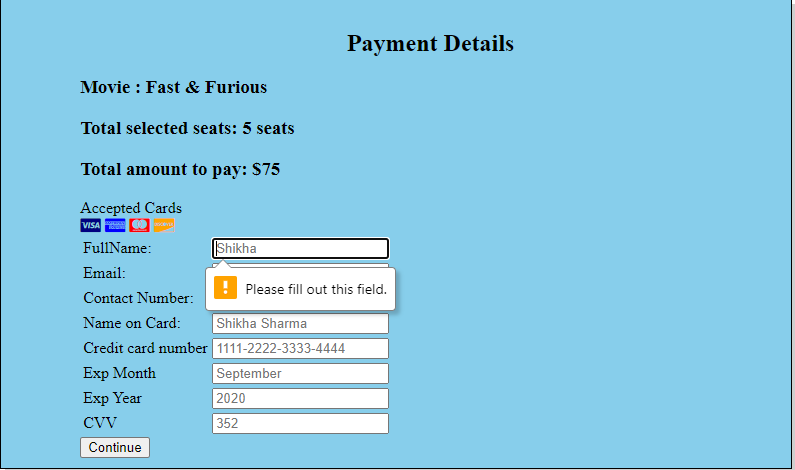 Payment Details
Movie : Fast & Furious
Total selected seats: 5 seats
Total amount to pay: $75
Accepted Cards
VISA
FullName: Shikha
Email:
Please fill out this field.
Contact Number:
Name on Card: Shikha Sharma
Credit card number 1111-2222-3333-4444
Exp Month September
Exp Year 2020
CVV 352
Continue